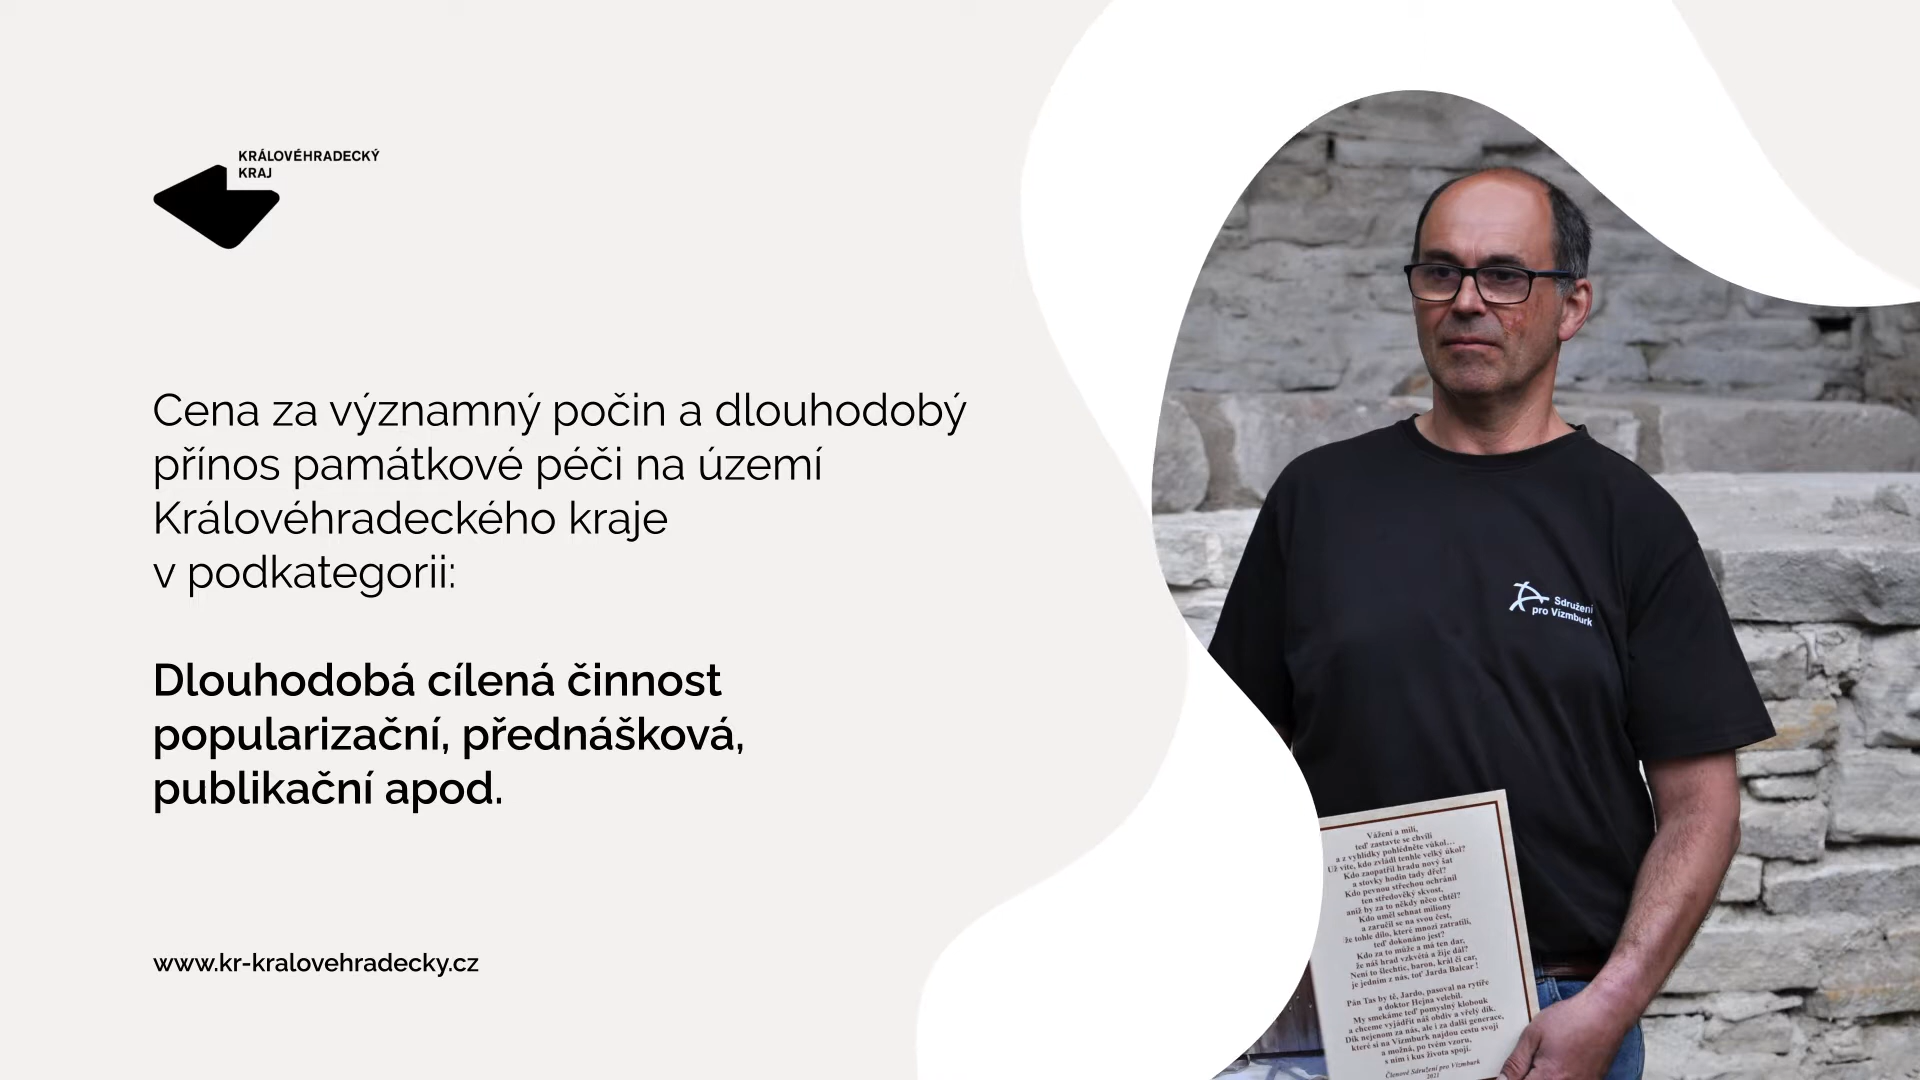 KRÁLOVÉHRADECKÝ
KRAJ
Cena za významný počin a dlouhodobý
přínos památkové péči na území
Královéhradeckého kraje
v podkategorii:
Dlouhodobá cílená činnost
popularizační, přednášková,
publikační apod.
www.kr-kralovehradecky.cz
Sdružení
pro Vízmburk
Vážení a milí,
teď zastavte se chvíli
a z vyhlídky pohlédněte vůkol...
Už víte, kdo zvládl tenhle velký úkol?
Kdo zaopatřil hradu nový šat
a stovky hodin tady dřel?
Kdo pevnou střechou ochránil
ten středověký skvost,
aniž by za to někdy něco chtěl?
Kdo uměl sehnat miliony
a zaručil se na svou čest,
že tohle dílo, které mnozí zatratili,
teď dokonáno jest?
Kdo za to může a má ten dar,
že náš hrad vzkvétá a žije dál?
Není to šlechtic, baron, král či car,
je jedním z nás, toť Jarda Balcar !
Pán Tas by tě, Jardo, pasoval na rytíře
a doktor Hejna velebil.
My smekáme teď pomyslný klobouk
a chceme vyjádřit náš obdiv a vřelý dík.
Dík nejenom za nás, ale i za další generace,
které si na Vízmburk najdou cestu svoji
a možná, po tvém vzoru,
s ním i kus života spojí.
Členové Sdružení pro Vízmburk
2021